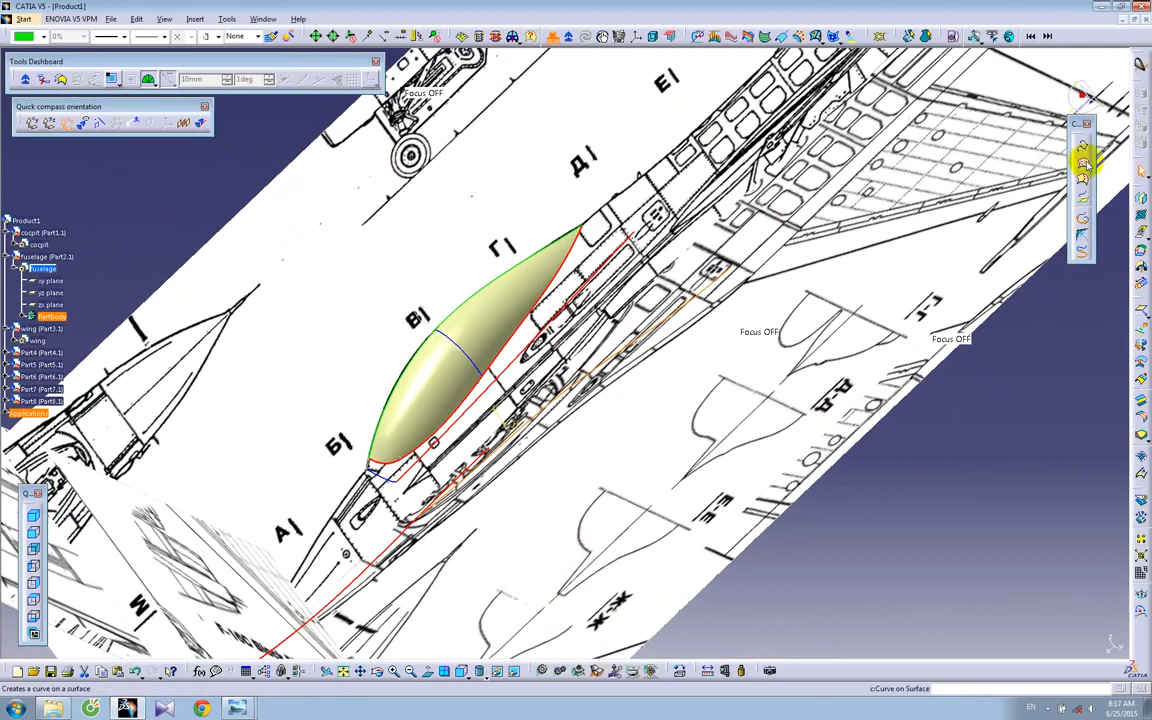 CATIA V5 - [Product1]
Start ENOVIA V5 VPM File Edit View Insert Tools Window Help
0% None
Tools Dashboard
10mm 1deg
Focus OFF
Quick compass orientation
Е
Д
Г
В
Б
А
Product1
cocpit (Part1.1)
cocpit
fuselage (Part2.1)
fuselage
xy plane
yz plane
zx plane
PartBody
wing (Part3.1)
wing
Part4 (Part4.1)
Part5 (Part5.1)
Part6 (Part6.1)
Part7 (Part7.1)
Part8 (Part8.1)
Applications
Focus OFF
Focus OFF
Г-Г
Д-Д
Е-Е
Ж-Ж
М
Creates a curve on a surface
c:Curve on Surface
CATIA
EN
8:17 AM
6/25/2015